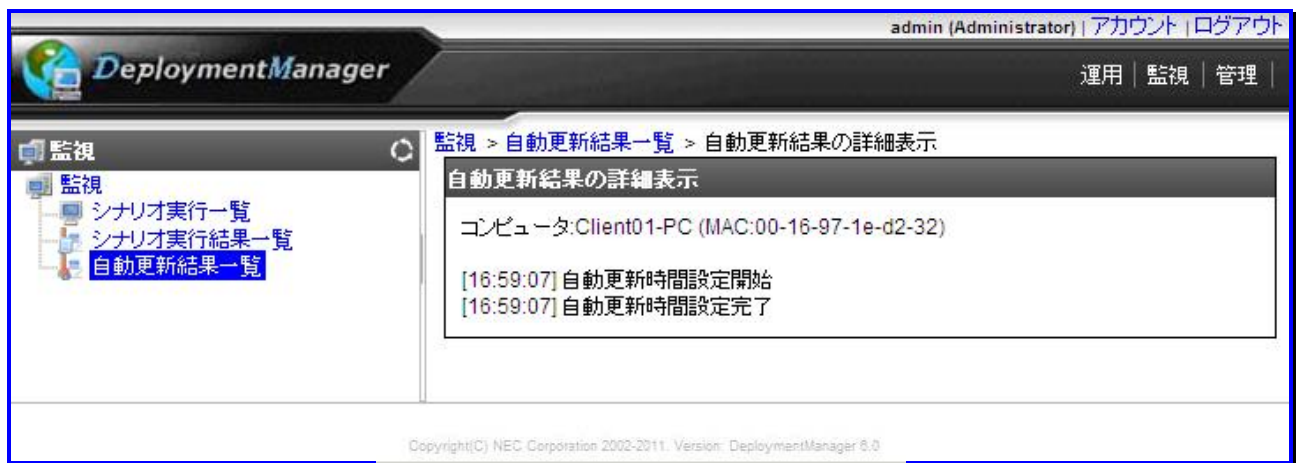 admin (Administrator) | アカウント | ログアウト
DeploymentManager
運用 | 監視 | 管理 |
監視
監視
シナリオ実行一覧
シナリオ実行結果一覧
自動更新結果一覧
監視 > 自動更新結果一覧 > 自動更新結果の詳細表示
自動更新結果の詳細表示
コンピュータ:Client01-PC (MAC:00-16-97-1e-d2-32)
[16:59:07] 自動更新時間設定開始
[16:59:07] 自動更新時間設定完了
Copyright(C) NEC Corporation 2002-2011. Version: DeploymentManager 6.0